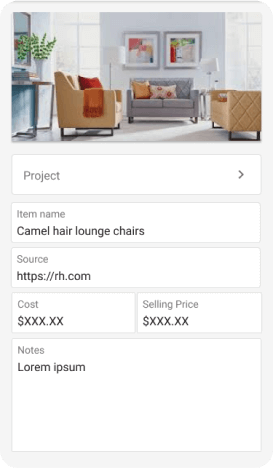 Project
Item name
Camel hair lounge chairs
Source
https://rh.com
Cost
$XXX.XX
Selling Price
$XXX.XX
Notes
Lorem ipsum